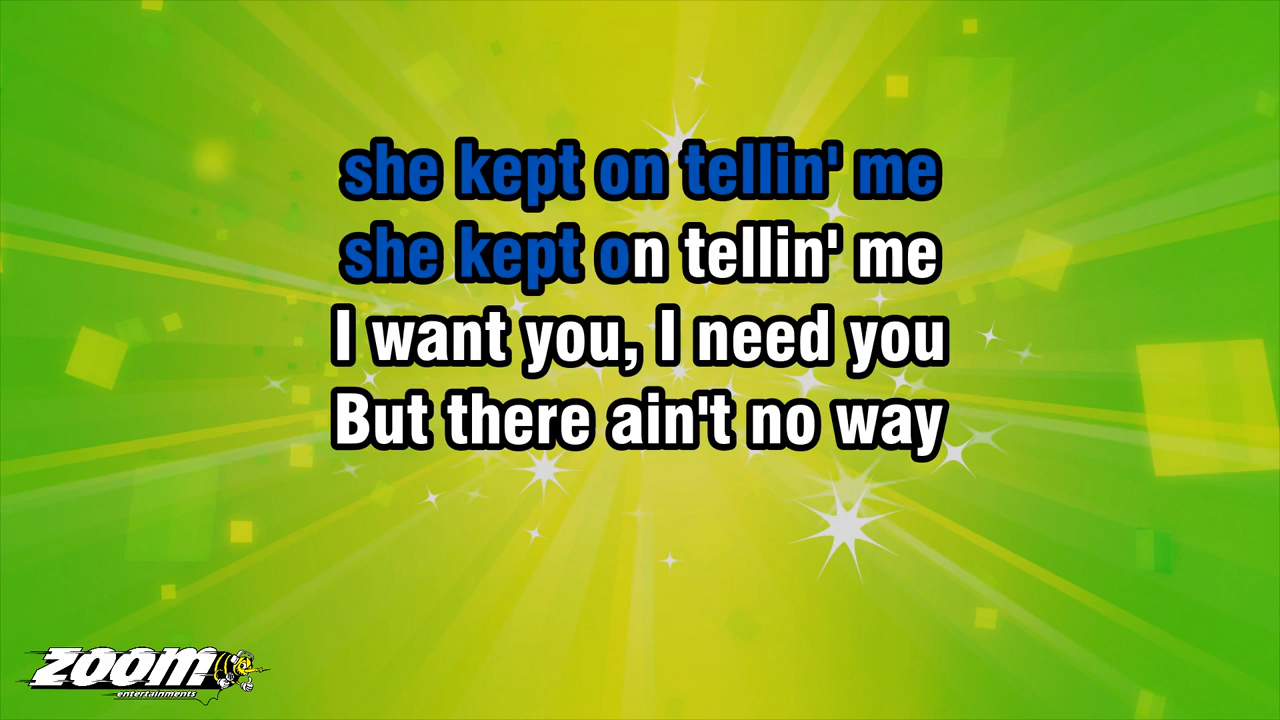 she kept on tellin' me
she kept on tellin' me
I want you, I need you
But there ain't no way
zoom
entertainments